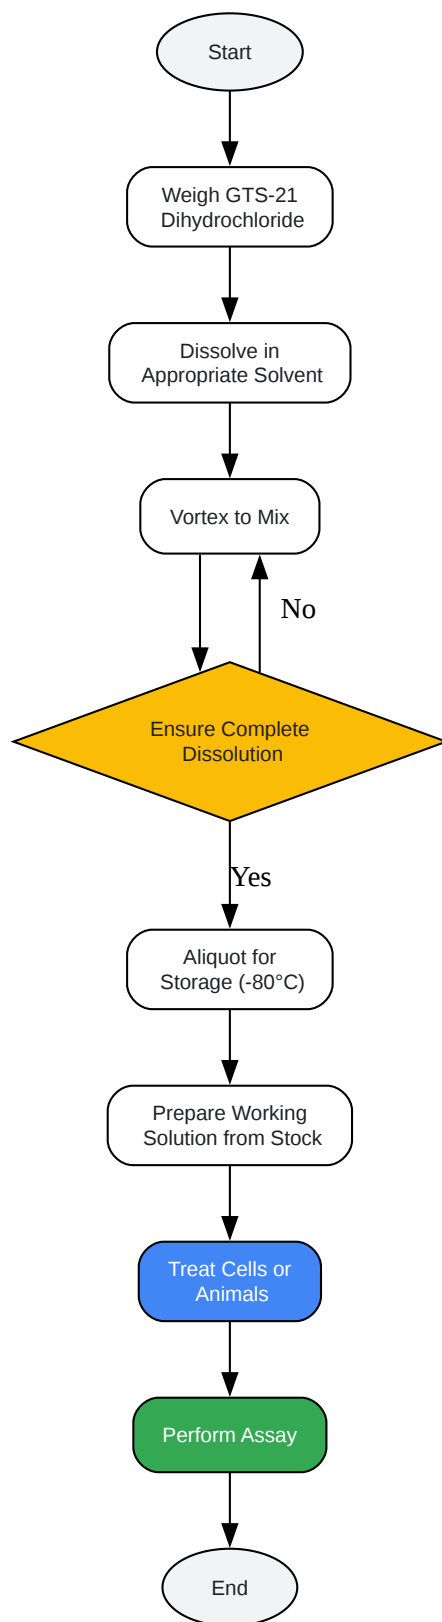 Start
Weigh GTS-21
Dihydrochloride
Dissolve in
Appropriate Solvent
Vortex to Mix
No
Ensure Complete
Dissolution
Yes
Aliquot for
Storage (-80°C)
Prepare Working
Solution from Stock
Treat Cells or
Animals
Perform Assay
End